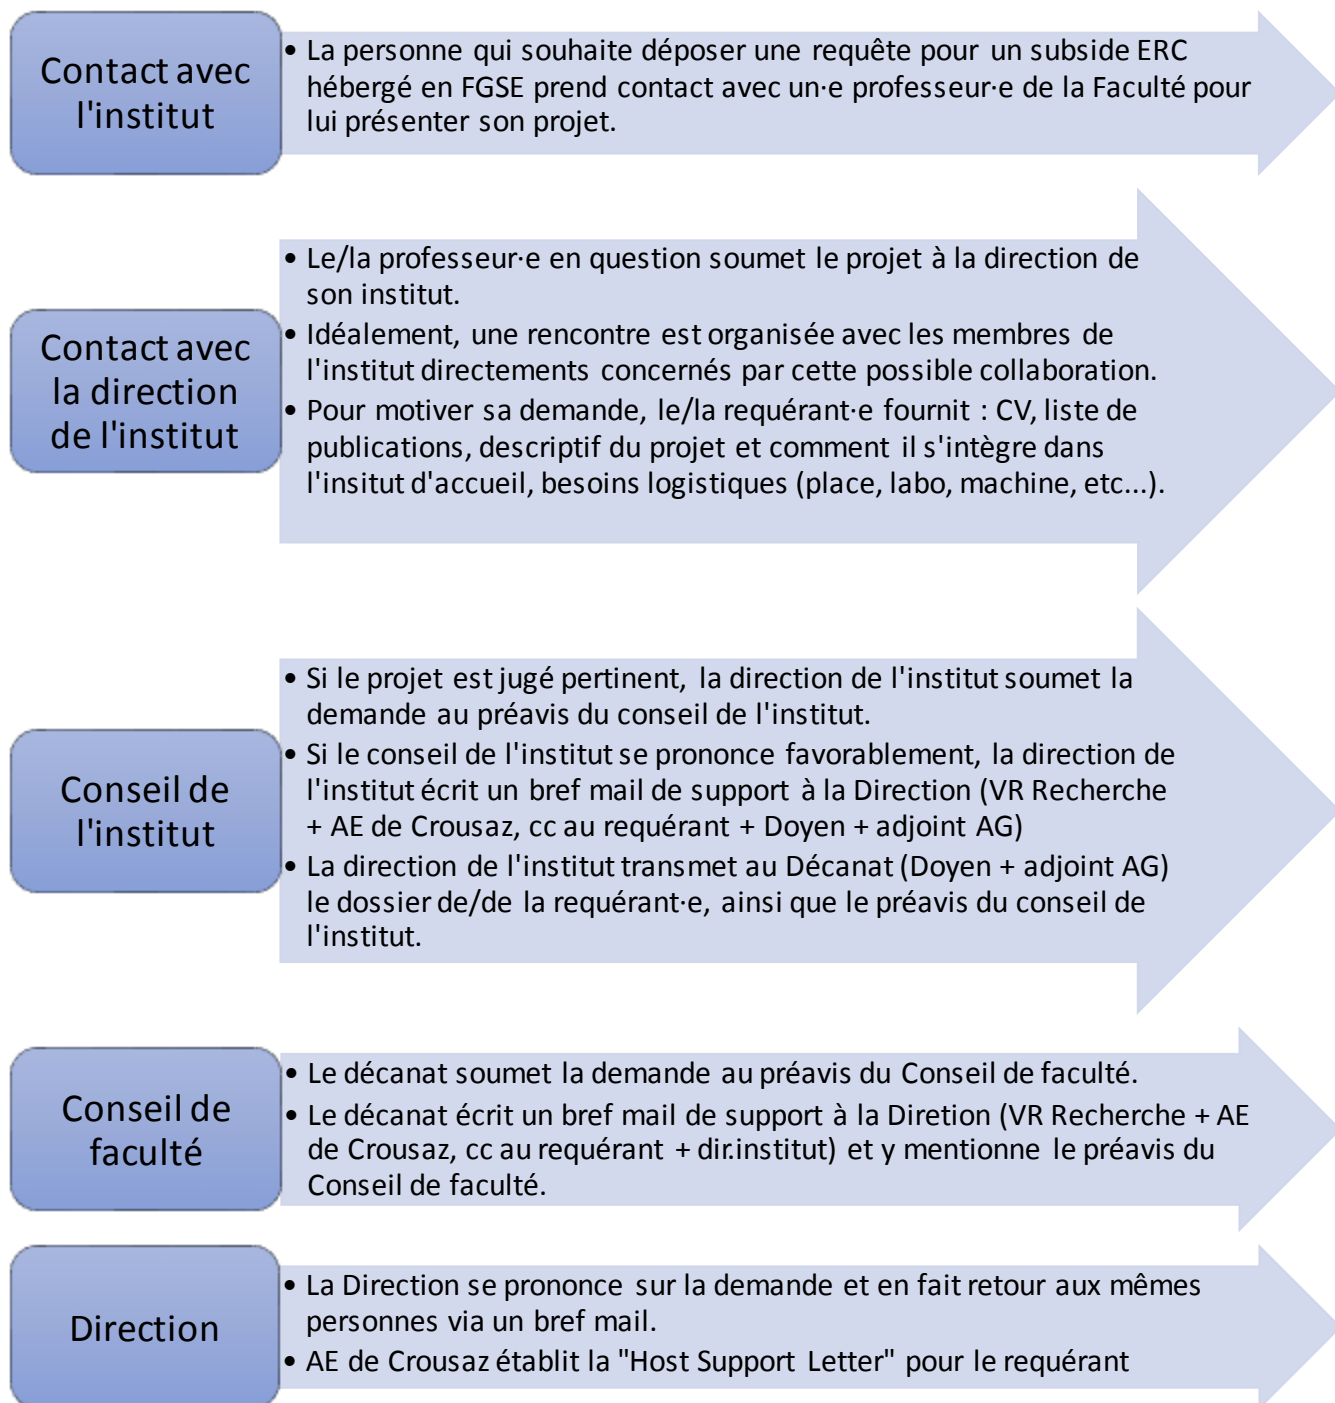 Contact avec
l'institut
• La personne qui souhaite déposer une requête pour un subside ERC
hébergé en FGSE prend contact avec un·e professeur·e de la Faculté pour
lui présenter son projet.
Contact avec
la direction
de l'institut
• Le/la professeur·e en question soumet le projet à la direction de
son institut.
• Idéalement, une rencontre est organisée avec les membres de
l'institut directements concernés par cette possible collaboration.
• Pour motiver sa demande, le/la requérant·e fournit : CV, liste de
publications, descriptif du projet et comment il s'intègre dans
l'insitut d'accueil, besoins logistiques (place, labo, machine, etc...).
Conseil de
l'institut
• Si le projet est jugé pertinent, la direction de l'institut soumet la
demande au préavis du conseil de l'institut.
• Si le conseil de l'institut se prononce favorablement, la direction de
l'institut écrit un bref mail de support à la Direction (VR Recherche
+ AE de Crousaz, cc au requérant + Doyen + adjoint AG)
• La direction de l'institut transmet au Décanat (Doyen + adjoint AG)
le dossier de/de la requérant·e, ainsi que le préavis du conseil de
l'institut.
Conseil de
faculté
• Le décanat soumet la demande au préavis du Conseil de faculté.
• Le décanat écrit un bref mail de support à la Diretion (VR Recherche + AE
de Crousaz, cc au requérant + dir.institut) et y mentionne le préavis du
Conseil de faculté.
Direction
• La Direction se prononce sur la demande et en fait retour aux mêmes
personnes via un bref mail.
• AE de Crousaz établit la "Host Support Letter" pour le requérant